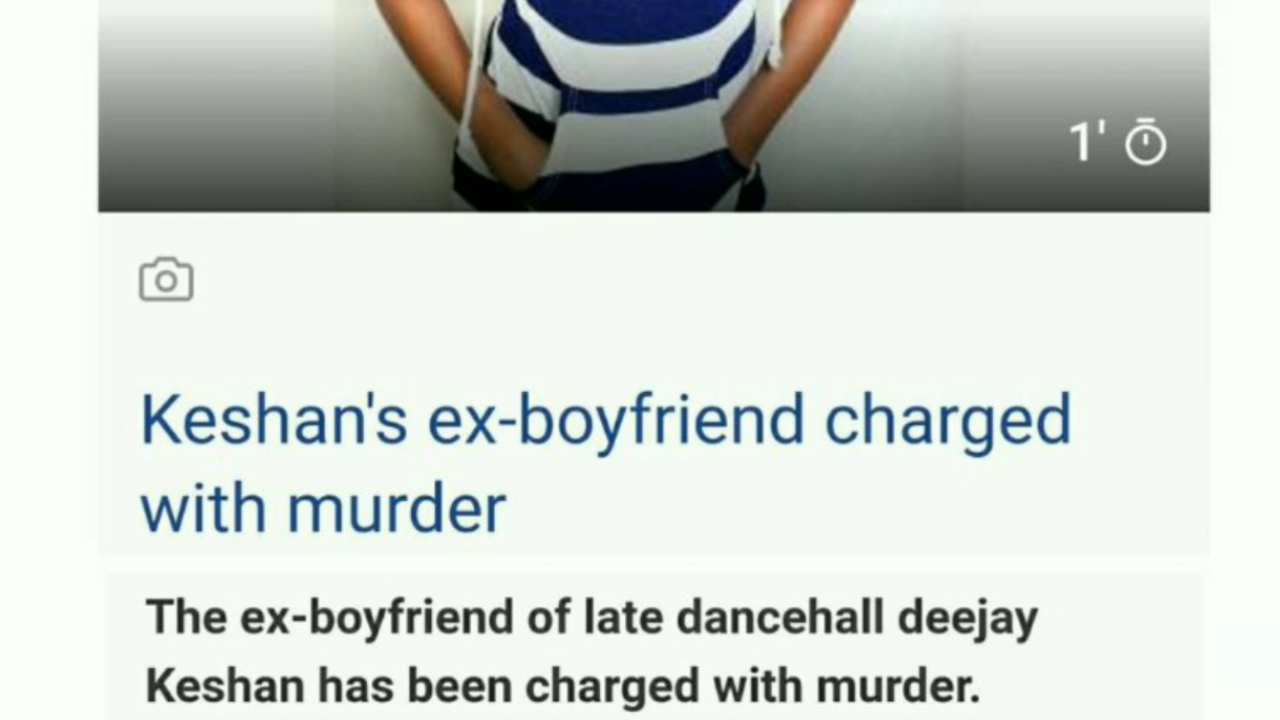 1'
Keshan's ex-boyfriend charged
with murder
The ex-boyfriend of late dancehall deejay
Keshan has been charged with murder.